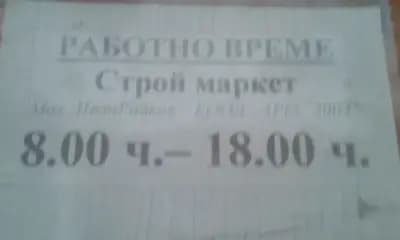 РАБОТНО ВРЕМЕ
Строй маркет
8.00 ч.– 18.00 ч.